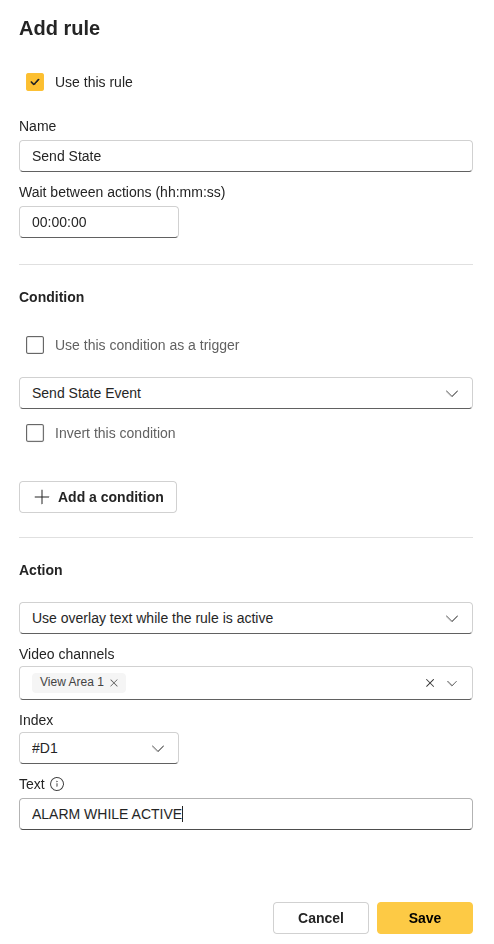 Add rule
Use this rule
Name
Send State
Wait between actions (hh:mm:ss)
00:00:00
Condition
Use this condition as a trigger
Send State Event
Invert this condition
Add a condition
Action
Use overlay text while the rule is active
Video channels
View Area 1
Index
#D1
Text
ALARM WHILE ACTIVE
Cancel Save